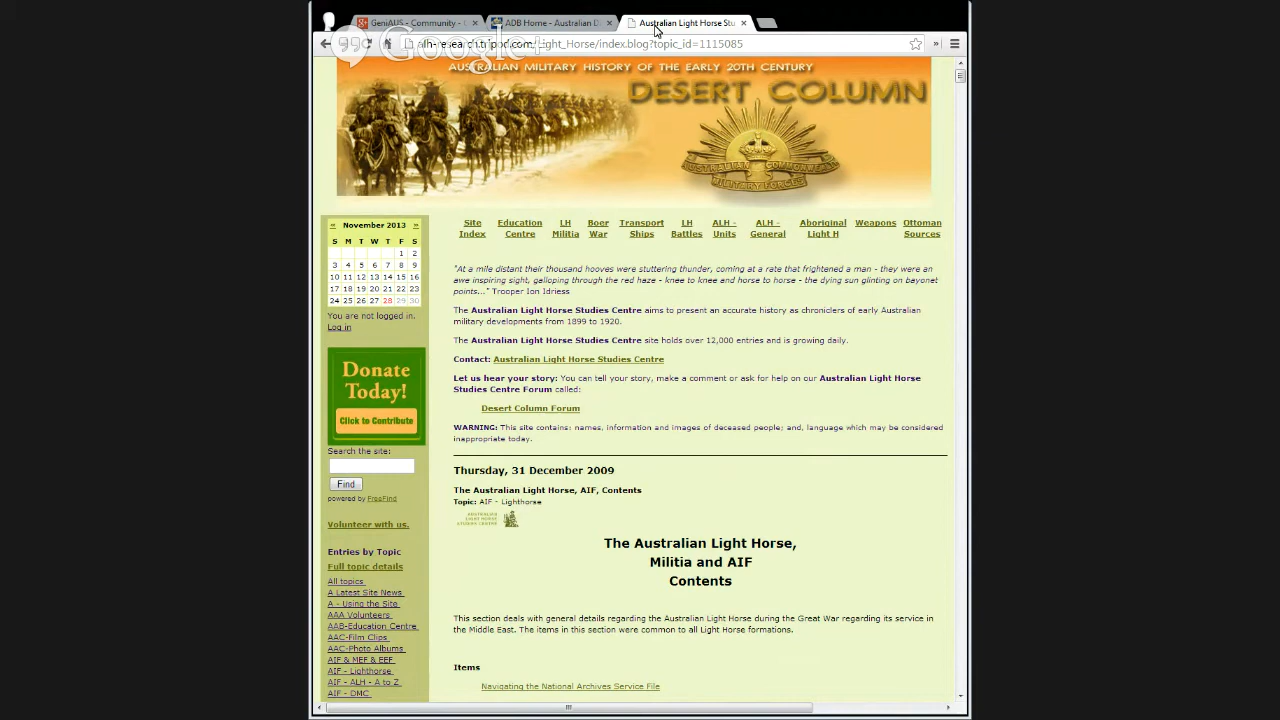 GeniAUS - Community - G
ADB Home - Australian D
Australian Light Horse Stu
alh-research.tripod.com/Light_Horse/index.blog?topic_id=1115085
Google+
AUSTRALIAN MILITARY HISTORY OF THE EARLY 20TH CENTURY
DESERT COLUMN
AUSTRALIAN COMMONWEALTH
MILITARY FORCES
Site Index
Education Centre
LH Militia
Boer War
Transport Ships
LH Battles
ALH - Units
ALH - General
Aboriginal Light H
Weapons
Ottoman Sources
« November 2013 »
S M T W T F S
1 2
3 4 5 6 7 8 9
10 11 12 13 14 15 16
17 18 19 20 21 22 23
24 25 26 27 28 29 30
You are not logged in.
Log in
Donate
Today!
Click to Contribute
Search the site:
Find
powered by FreeFind
Volunteer with us.
Entries by Topic
Full topic details
All topics
A Latest Site News
A - Using the Site
AAA Volunteers
AAB-Education Centre
AAC-Film Clips
AAC-Photo Albums
AIF & MEF & EEF
AIF - Lighthorse
AIF - ALH - A to Z
AIF - DMC
"At a mile distant their thousand hooves were stuttering thunder, coming at a rate that frightened a man - they were an
awe inspiring sight, galloping through the red haze - knee to knee and horse to horse - the dying sun glinting on bayonet
points..." Trooper Ion Idriess
The Australian Light Horse Studies Centre aims to present an accurate history as chroniclers of early Australian
military developments from 1899 to 1920.
The Australian Light Horse Studies Centre site holds over 12,000 entries and is growing daily.
Contact: Australian Light Horse Studies Centre
Let us hear your story: You can tell your story, make a comment or ask for help on our Australian Light Horse
Studies Centre Forum called:
Desert Column Forum
WARNING: This site contains: names, information and images of deceased people; and, language which may be considered
inappropriate today.
Thursday, 31 December 2009
The Australian Light Horse, AIF, Contents
Topic: AIF - Lighthorse
AUSTRALIAN
LIGHT HORSE
STUDIES CENTRE
The Australian Light Horse,
Militia and AIF
Contents
This section deals with general details regarding the Australian Light Horse during the Great War regarding its service in
the Middle East. The items in this section were common to all Light Horse formations.
Items
Navigating the National Archives Service File